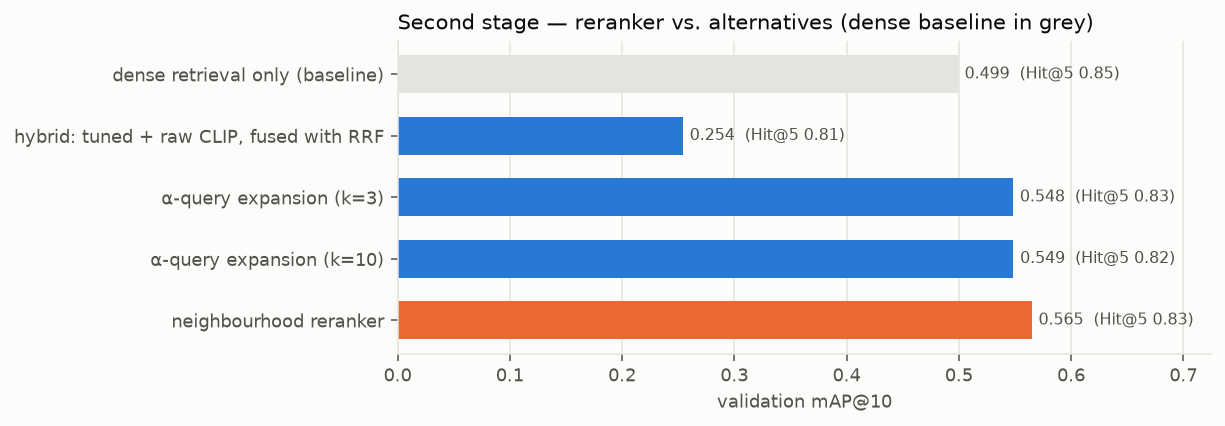 Second stage — reranker vs. alternatives (dense baseline in grey)
dense retrieval only (baseline) 0.499 (Hit@5 0.85)
hybrid: tuned + raw CLIP, fused with RRF 0.254 (Hit@5 0.81)
α-query expansion (k=3) 0.548 (Hit@5 0.83)
α-query expansion (k=10) 0.549 (Hit@5 0.82)
neighbourhood reranker 0.565 (Hit@5 0.83)
0.0 0.1 0.2 0.3 0.4 0.5 0.6 0.7
validation mAP@10